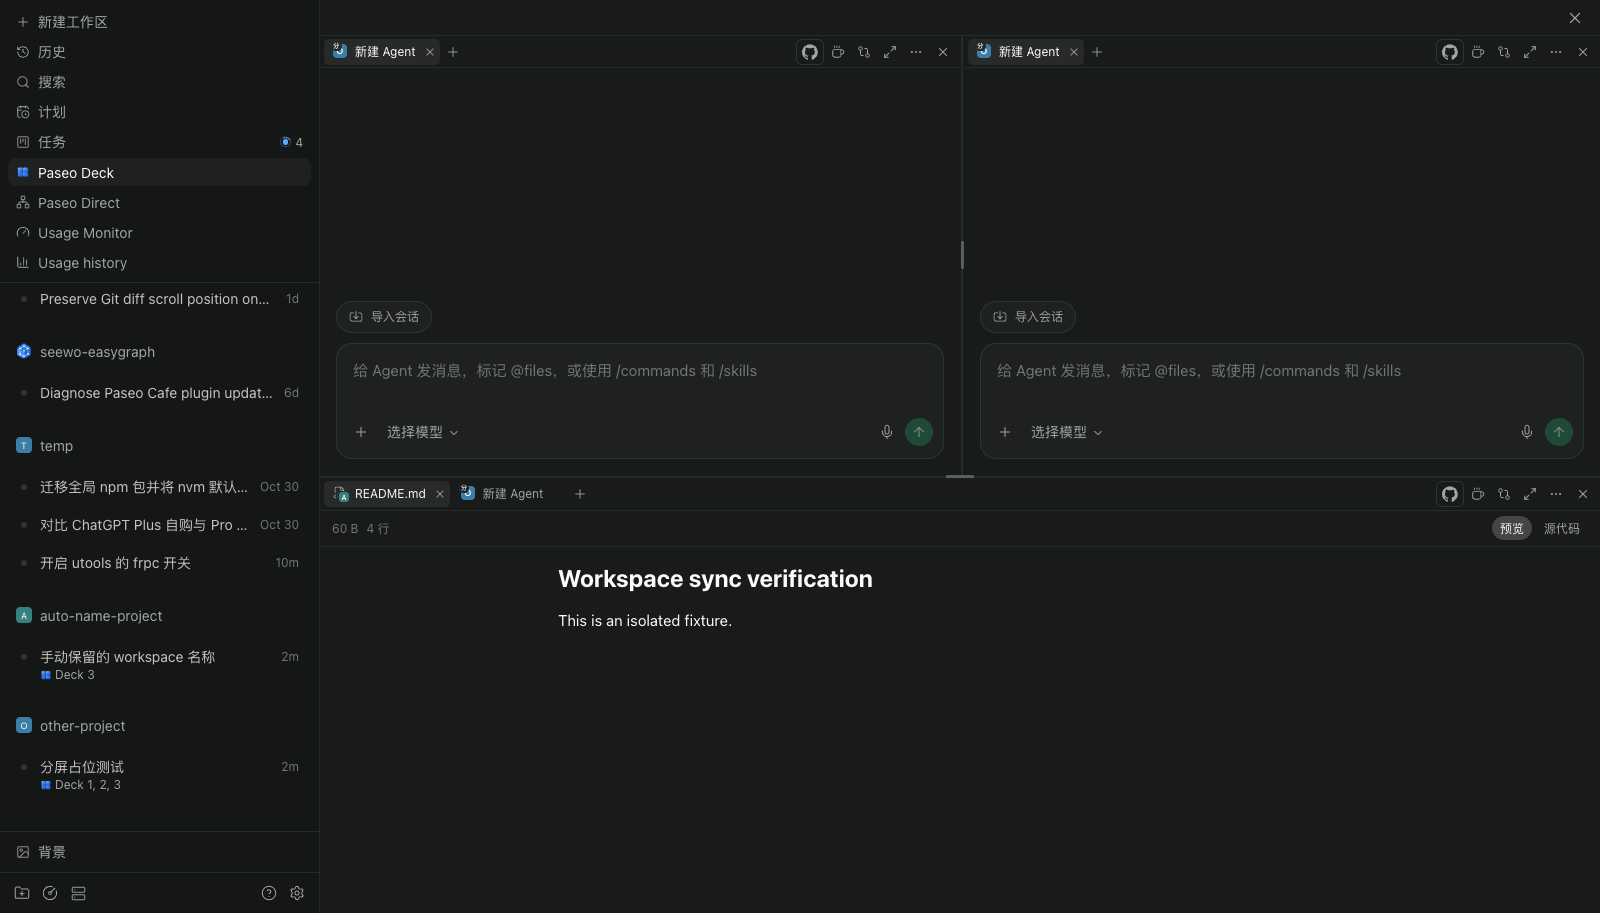 新建工作区
历史
搜索
计划
任务 4
Paseo Deck
Paseo Direct
Usage Monitor
Usage history
Preserve Git diff scroll position on... 1d
seewo-easygraph
Diagnose Paseo Cafe plugin updat... 6d
T temp
迁移全局 npm 包并将 nvm 默认... Oct 30
对比 ChatGPT Plus 自购与 Pro ... Oct 30
开启 utools 的 frpc 开关 10m
A auto-name-project
手动保留的 workspace 名称 2m
Deck 3
O other-project
分屏占位测试 2m
Deck 1, 2, 3
背景
新建 Agent
导入会话
给 Agent 发消息，标记 @files，或使用 /commands 和 /skills
选择模型
新建 Agent
导入会话
给 Agent 发消息，标记 @files，或使用 /commands 和 /skills
选择模型
A README.md 新建 Agent
60 B 4 行 预览 源代码
Workspace sync verification
This is an isolated fixture.